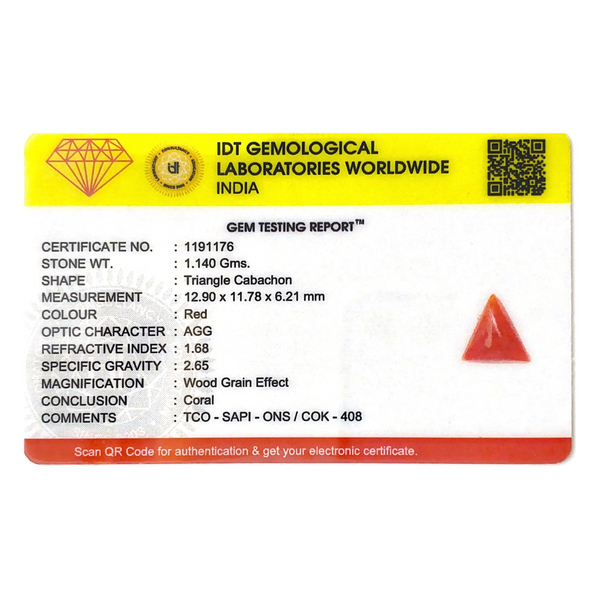 IDT GEMOLOGICAL
LABORATORIES WORLDWIDE
INDIA
GEM TESTING REPORT™
CERTIFICATE NO. : 1191176
STONE WT. : 1.140 Gms.
SHAPE : Triangle Cabachon
MEASUREMENT : 12.90 x 11.78 x 6.21 mm
COLOUR : Red
OPTIC CHARACTER : AGG
REFRACTIVE INDEX : 1.68
SPECIFIC GRAVITY : 2.65
MAGNIFICATION : Wood Grain Effect
CONCLUSION : Coral
COMMENTS : TCO - SAPI - ONS / COK - 408
Scan QR Code for authentication & get your electronic certificate.